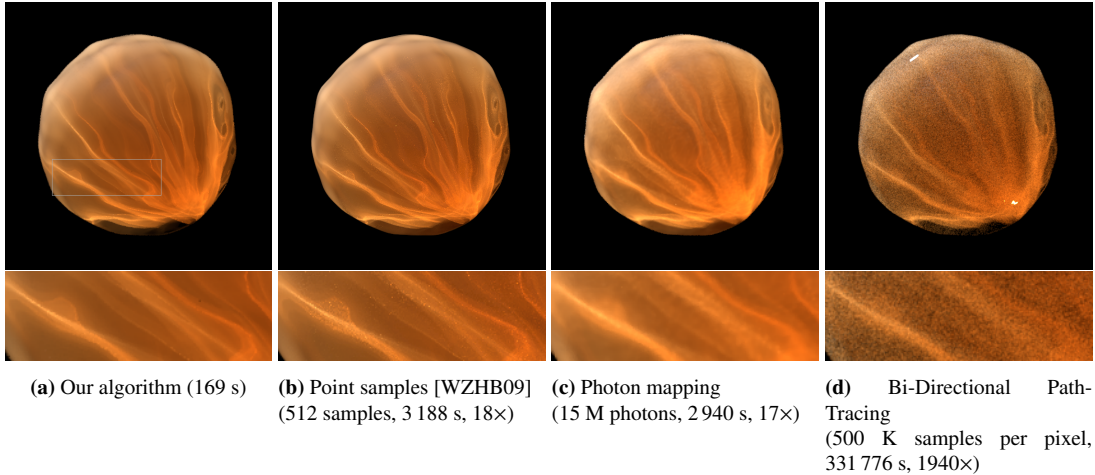 (a) Our algorithm (169 s)
(b) Point samples [WZHB09]
(512 samples, 3 188 s, 18×)
(c) Photon mapping
(15 M photons, 2 940 s, 17×)
(d) Bi-Directional Path-
Tracing
(500 K samples per pixel,
331 776 s, 1940×)